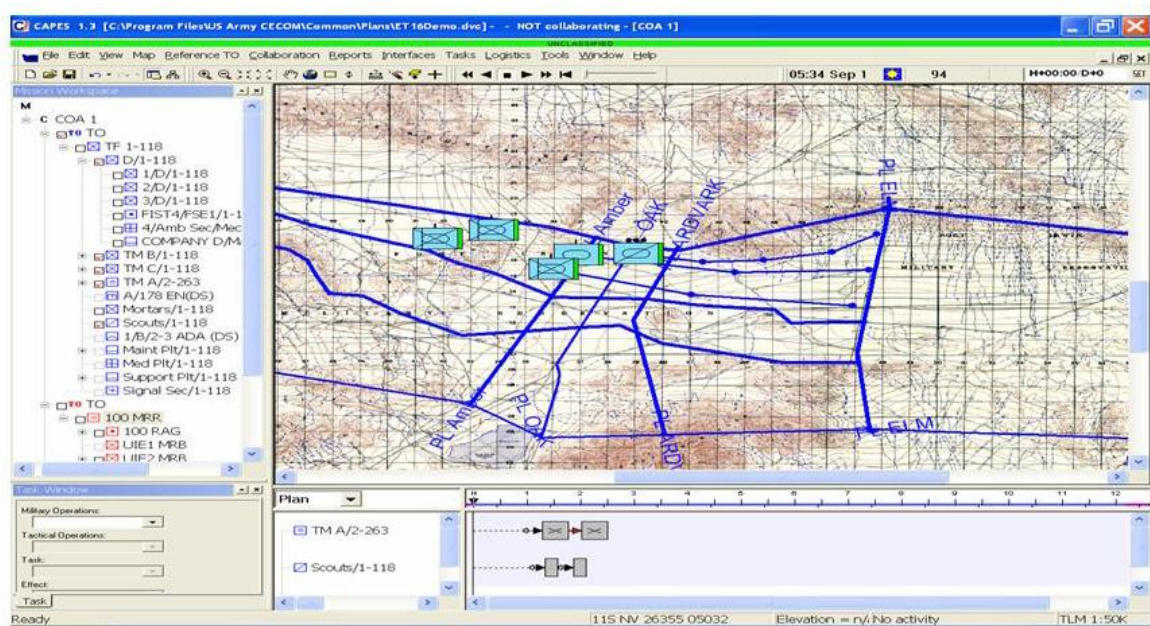 CAPES 1.3 [C:\Program Files\US Army CECOM\Common\Plans\ET16Demo.dvc] - - NOT collaborating - [COA 1]
UNCLASSIFIED
File Edit View Map Reference TO Collaboration Reports Interfaces Tasks Logistics Tools Window Help
05:34 Sep 1 94 H+00:00/D+0 SET
Mission Workspace
M
C COA 1
TO TO
TF 1-118
D/1-118
1/D/1-118
2/D/1-118
3/D/1-118
FIST4/FSE1/1-1
4/Amb Sec/Mec
COMPANY D/M
TM B/1-118
TM C/1-118
TM A/2-263
A/178 EN(DS)
Mortars/1-118
Scouts/1-118
1/B/2-3 ADA (DS)
Maint Plt/1-118
Med Plt/1-118
Support Plt/1-118
Signal Sec/1-118
TO TO
100 MRR
100 RAG
UIE1 MRB
UIE2 MRB
Amber
OAK
PL EL
MILITARY
PL OAK
ELM
Task Window
Military Operations:
Tactical Operations:
Task:
Effect:
Task
Plan
H 1 2 3 4 5 6 7 8 9 10 11 12
TM A/2-263
Scouts/1-118
Ready
11S NV 26355 05032 Elevation = n/a No activity TLM 1:50K